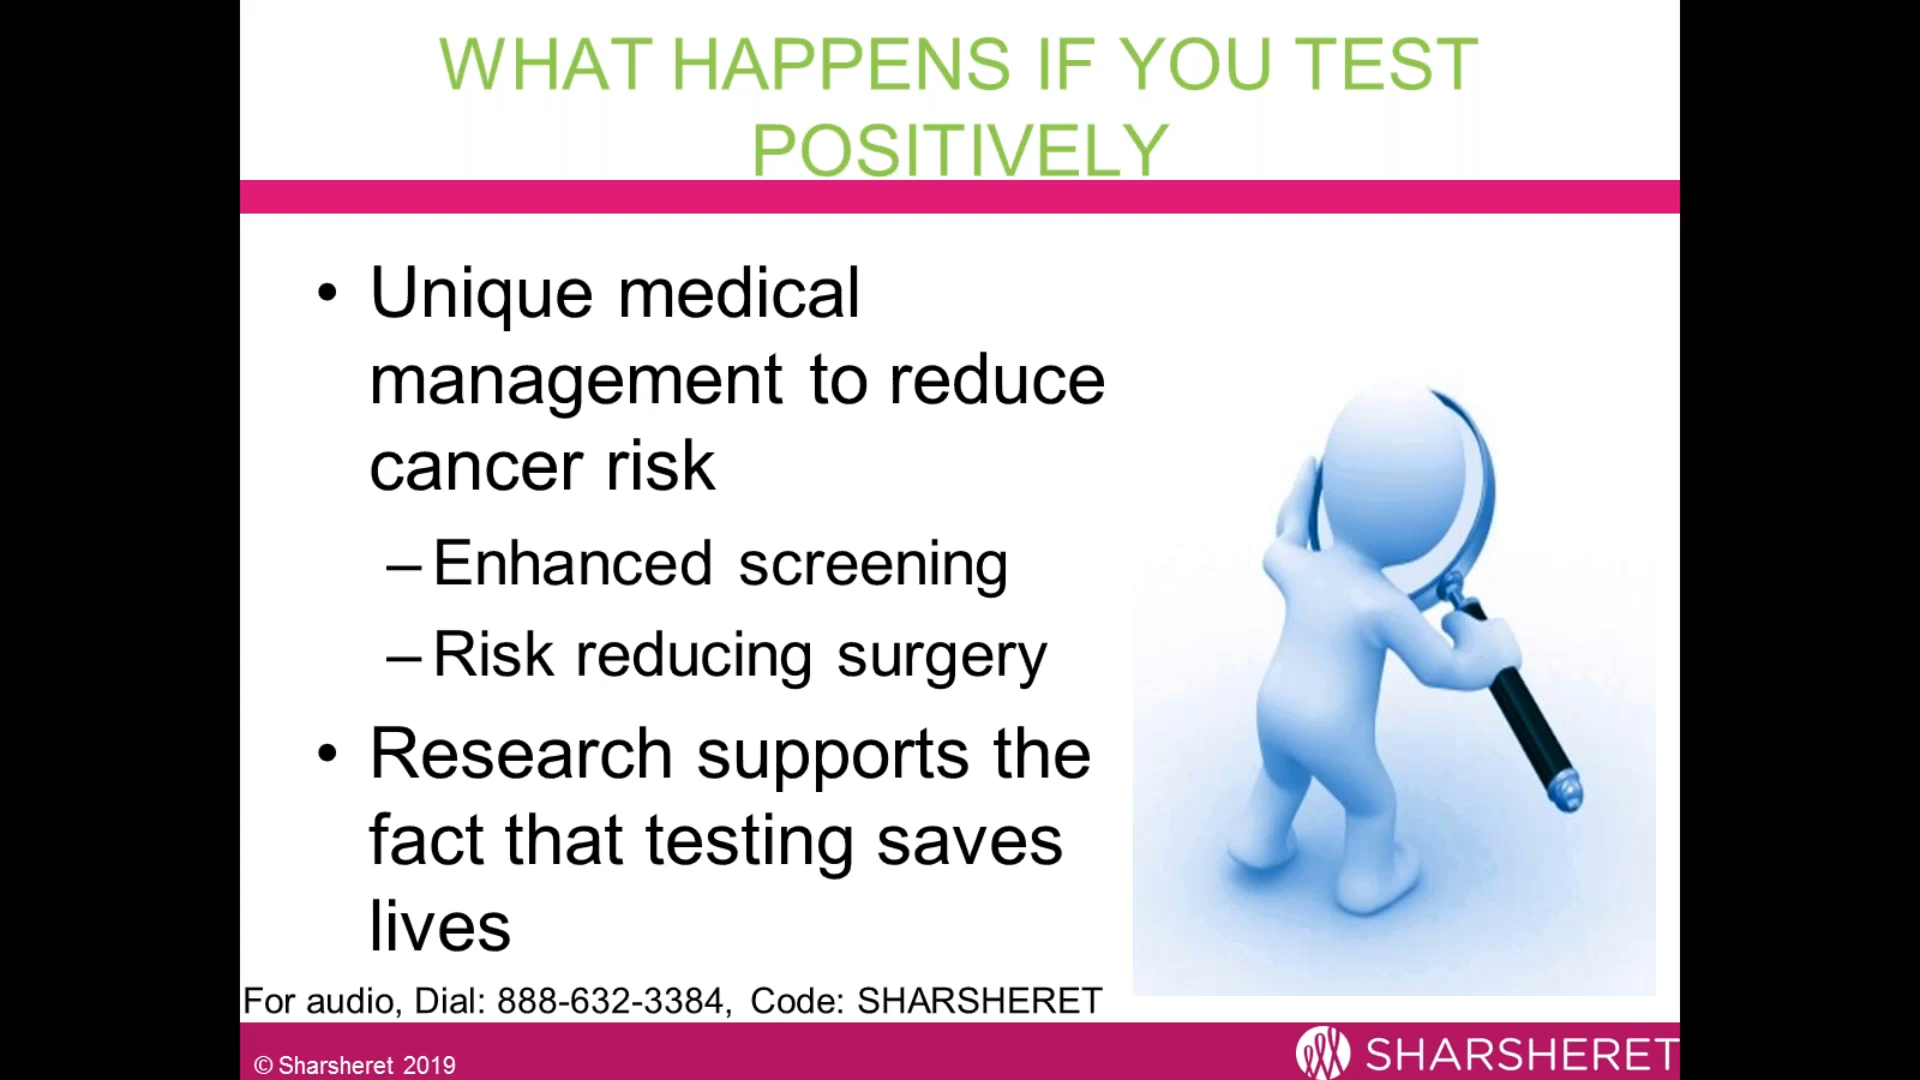 WHAT HAPPENS IF YOU TEST
POSITIVELY
• Unique medical
management to reduce
cancer risk
– Enhanced screening
– Risk reducing surgery
• Research supports the
fact that testing saves
lives
For audio, Dial: 888-632-3384, Code: SHARSHERET
© Sharsheret 2019
SHARSHERET